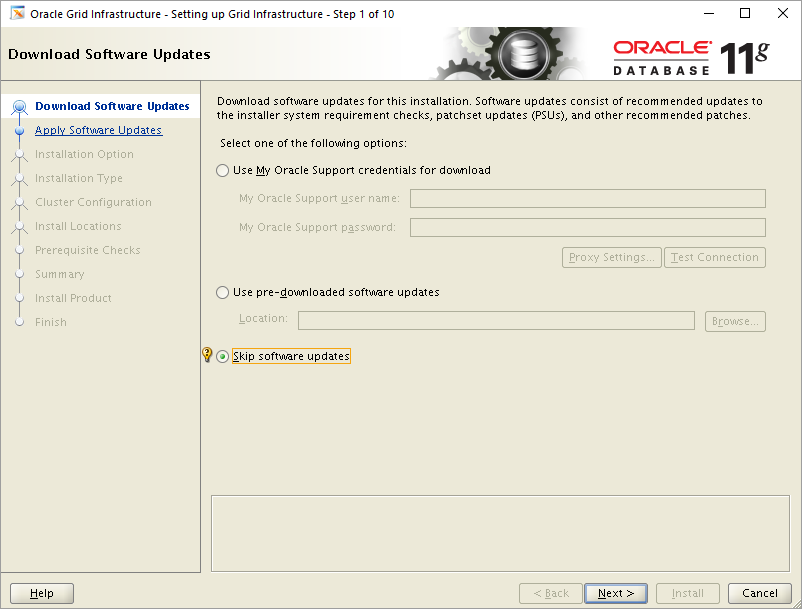 Oracle Grid Infrastructure - Setting up Grid Infrastructure - Step 1 of 10
Download Software Updates
ORACLE
DATABASE
11g
Download Software Updates
Apply Software Updates
Installation Option
Installation Type
Cluster Configuration
Install Locations
Prerequisite Checks
Summary
Install Product
Finish
Download software updates for this installation. Software updates consist of recommended updates to
the installer system requirement checks, patchset updates (PSUs), and other recommended patches.
Select one of the following options:
Use My Oracle Support credentials for download
My Oracle Support user name:
My Oracle Support password:
Proxy Settings... Test Connection
Use pre-downloaded software updates
Location: Browse...
Skip software updates
Help < Back Next > Install Cancel